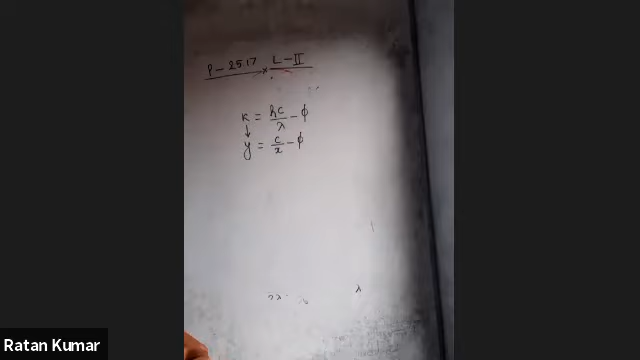 P-2517 L-II
K = hc/λ - ϕ
↓
y = c/x - ϕ
λ
Ratan Kumar